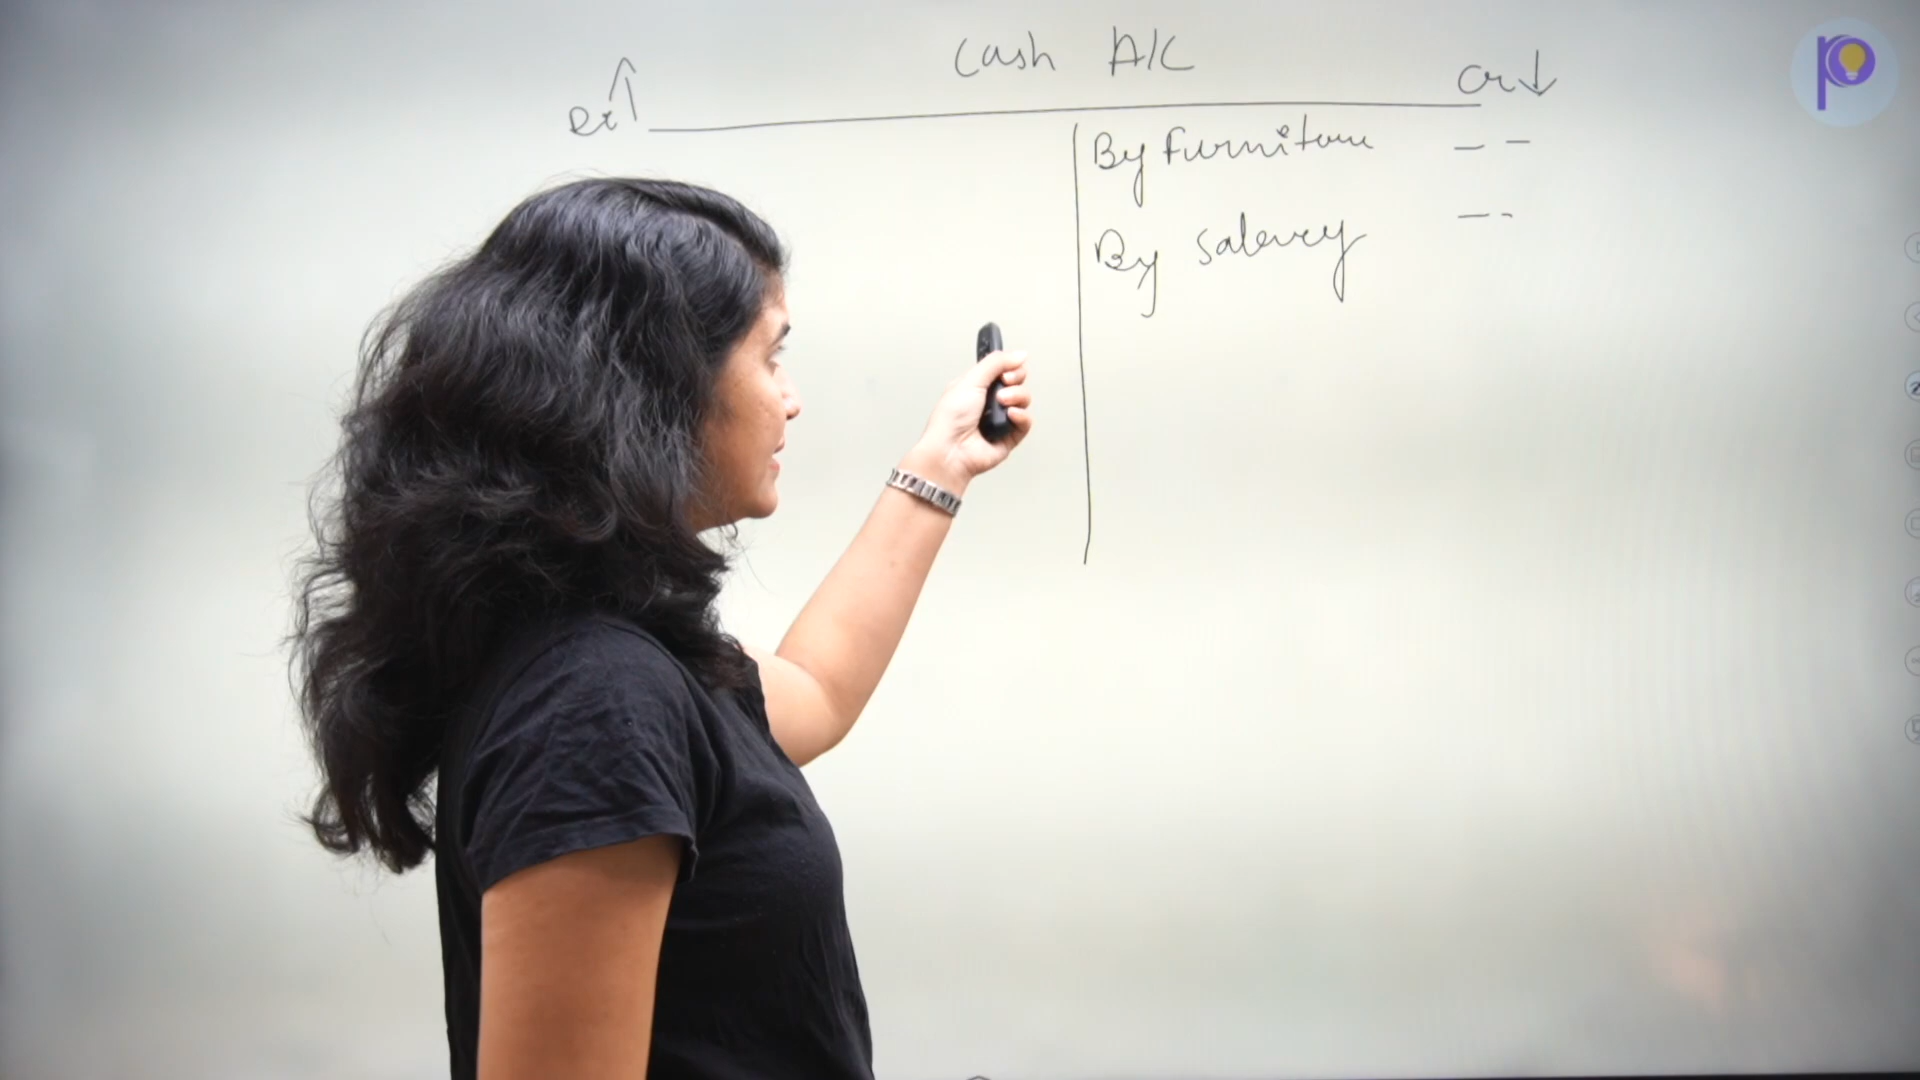 Cash A/C
Dr↑
Cr↓
By Furniture --
By Salary --